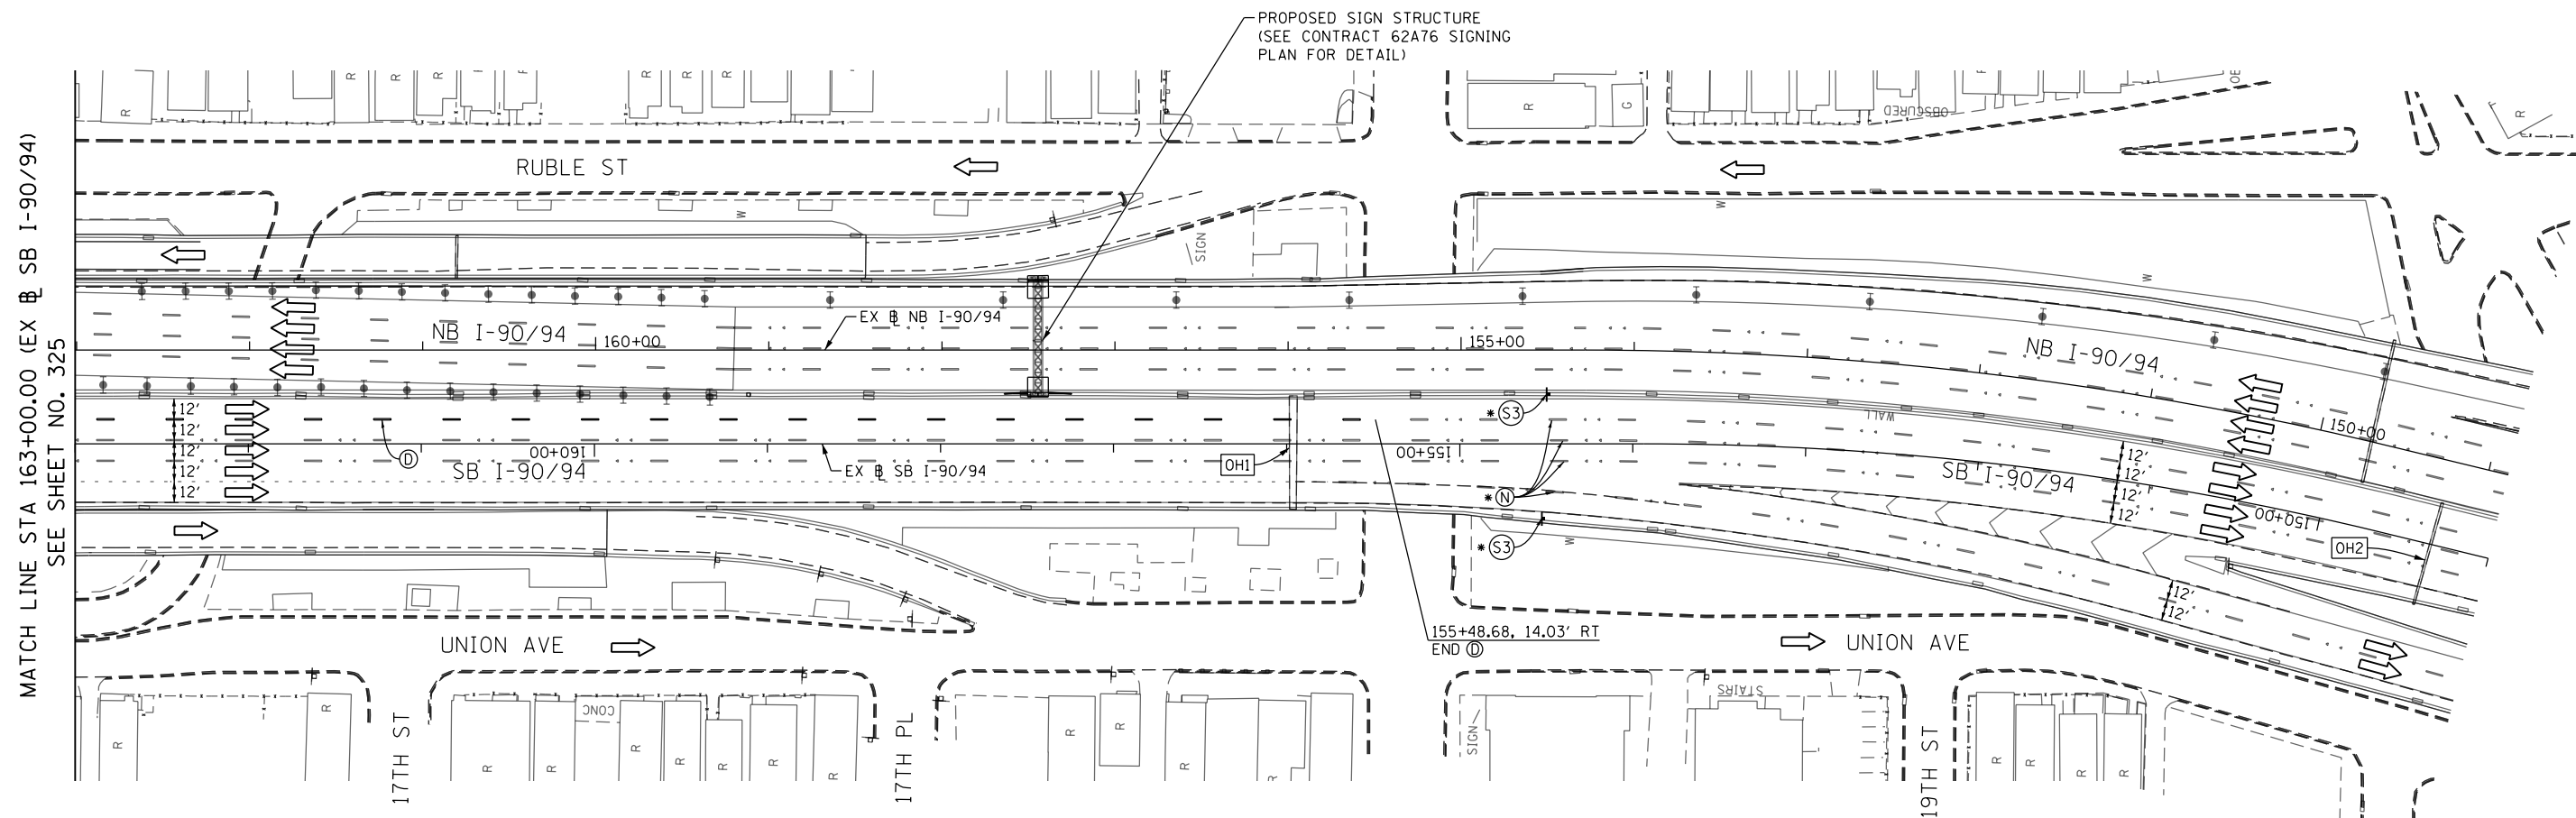 PROPOSED SIGN STRUCTURE
(SEE CONTRACT 62A76 SIGNING
PLAN FOR DETAIL)
MATCH LINE STA 163+00.00 (EX BL SB I-90/94)
SEE SHEET NO. 325
R
R
R
R
R
R
R
R
G
OBSCURED
R
RUBLE ST
W
SIGN
W
W
NB I-90/94
160+00
EX BL NB I-90/94
155+00
NB I-90/94
150+00
12'
12'
12'
12'
12'
D
160+00
SB I-90/94
EX BL SB I-90/94
OH1
155+00
* S3
* N
* S3
W
WALL
SB I-90/94
12'
12'
12'
12'
150+00
OH2
12'
12'
155+48.68, 14.03' RT
END D
UNION AVE
UNION AVE
R
R
17TH ST
R
R
CONC
R
R
R
R
R
17TH PL
R
R
R
R
SIGN
STAIRS
19TH ST
R
R
R
R